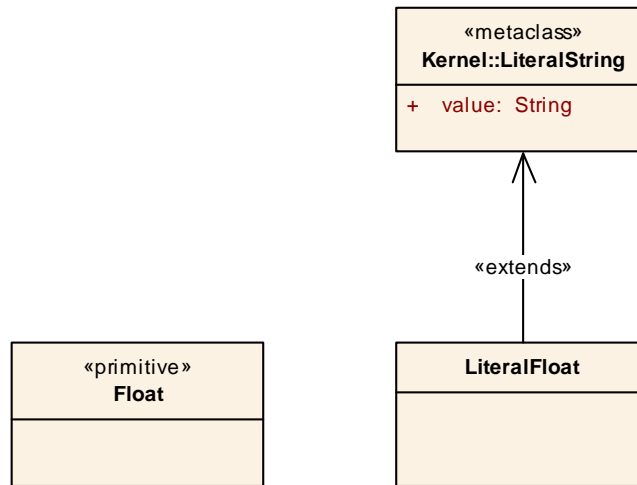 «metaclass»
Kernel::LiteralString
+ value: String
«extends»
«primitive»
Float
LiteralFloat